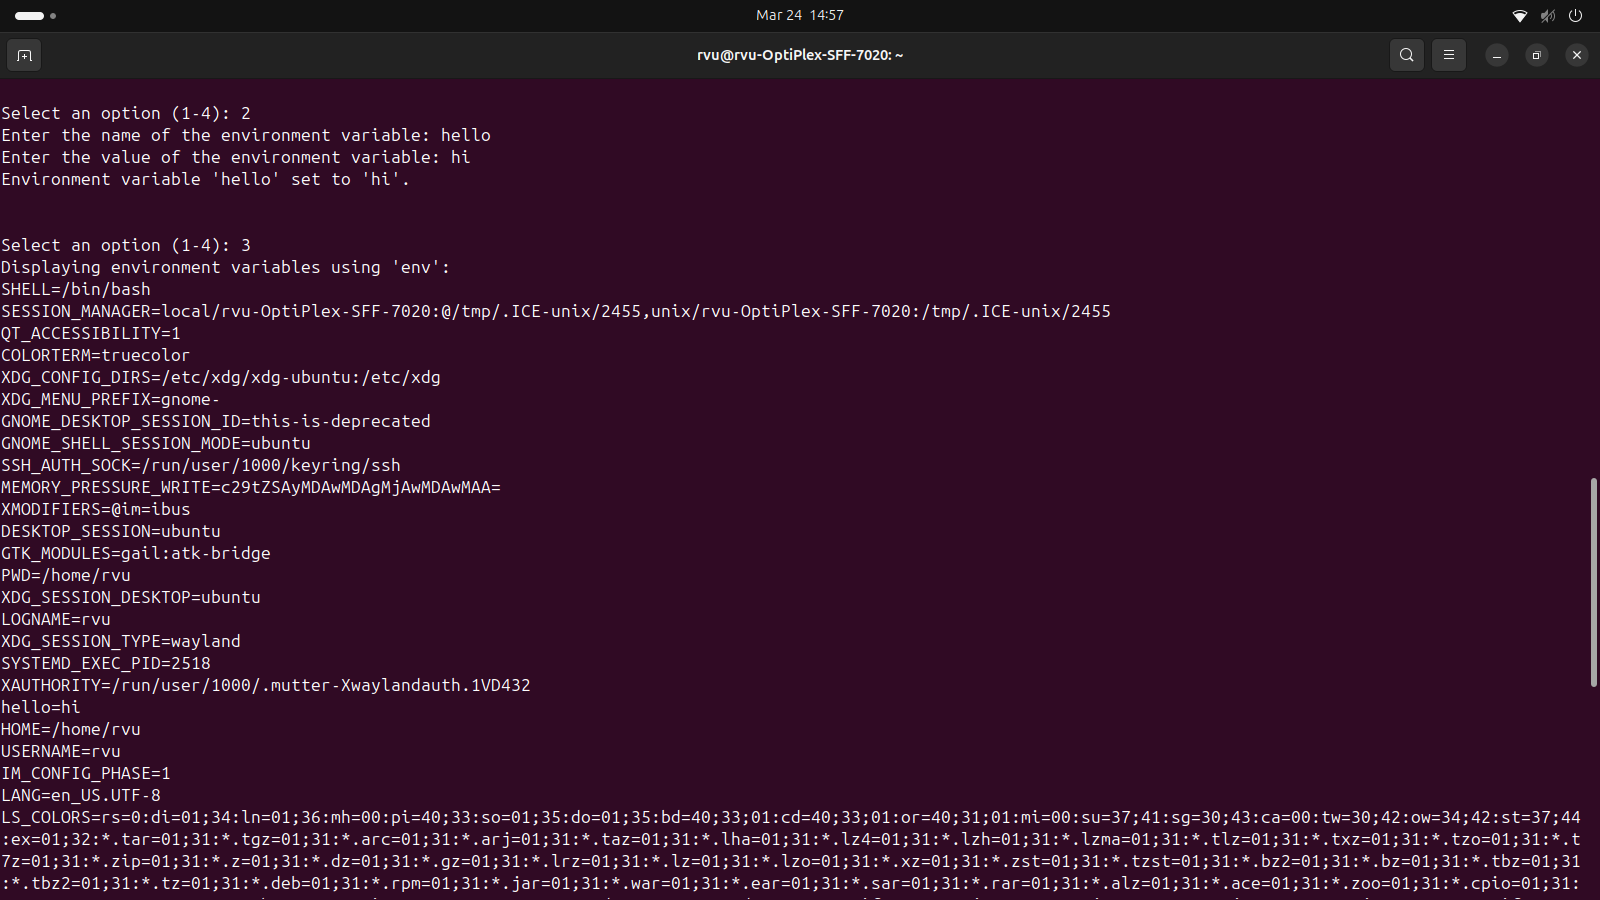 Mar 24 14:57
rvu@rvu-OptiPlex-SFF-7020: ~
Select an option (1-4): 2
Enter the name of the environment variable: hello
Enter the value of the environment variable: hi
Environment variable 'hello' set to 'hi'.
Select an option (1-4): 3
Displaying environment variables using 'env':
SHELL=/bin/bash
SESSION_MANAGER=local/rvu-OptiPlex-SFF-7020:@/tmp/.ICE-unix/2455,unix/rvu-OptiPlex-SFF-7020:/tmp/.ICE-unix/2455
QT_ACCESSIBILITY=1
COLORTERM=truecolor
XDG_CONFIG_DIRS=/etc/xdg/xdg-ubuntu:/etc/xdg
XDG_MENU_PREFIX=gnome-
GNOME_DESKTOP_SESSION_ID=this-is-deprecated
GNOME_SHELL_SESSION_MODE=ubuntu
SSH_AUTH_SOCK=/run/user/1000/keyring/ssh
MEMORY_PRESSURE_WRITE=c29tZSAyMDAwMDAgMjAwMDAwMAA=
XMODIFIERS=@im=ibus
DESKTOP_SESSION=ubuntu
GTK_MODULES=gail:atk-bridge
PWD=/home/rvu
XDG_SESSION_DESKTOP=ubuntu
LOGNAME=rvu
XDG_SESSION_TYPE=wayland
SYSTEMD_EXEC_PID=2518
XAUTHORITY=/run/user/1000/.mutter-Xwaylandauth.1VD432
hello=hi
HOME=/home/rvu
USERNAME=rvu
IM_CONFIG_PHASE=1
LANG=en_US.UTF-8
LS_COLORS=rs=0:di=01;34:ln=01;36:mh=00:pi=40;33:so=01;35:do=01;35:bd=40;33;01:cd=40;33;01:or=40;31;01:mi=00:su=37;41:sg=30;43:ca=00:tw=30;42:ow=34;42:st=37;44
:ex=01;32:*.tar=01;31:*.tgz=01;31:*.arc=01;31:*.arj=01;31:*.taz=01;31:*.lha=01;31:*.lz4=01;31:*.lzh=01;31:*.lzma=01;31:*.tlz=01;31:*.txz=01;31:*.tzo=01;31:*.t
7z=01;31:*.zip=01;31:*.z=01;31:*.dz=01;31:*.gz=01;31:*.lrz=01;31:*.lz=01;31:*.lzo=01;31:*.xz=01;31:*.zst=01;31:*.tzst=01;31:*.bz2=01;31:*.bz=01;31:*.tbz=01;31
:*.tbz2=01;31:*.tz=01;31:*.deb=01;31:*.rpm=01;31:*.jar=01;31:*.war=01;31:*.ear=01;31:*.sar=01;31:*.rar=01;31:*.alz=01;31:*.ace=01;31:*.zoo=01;31:*.cpio=01;31: